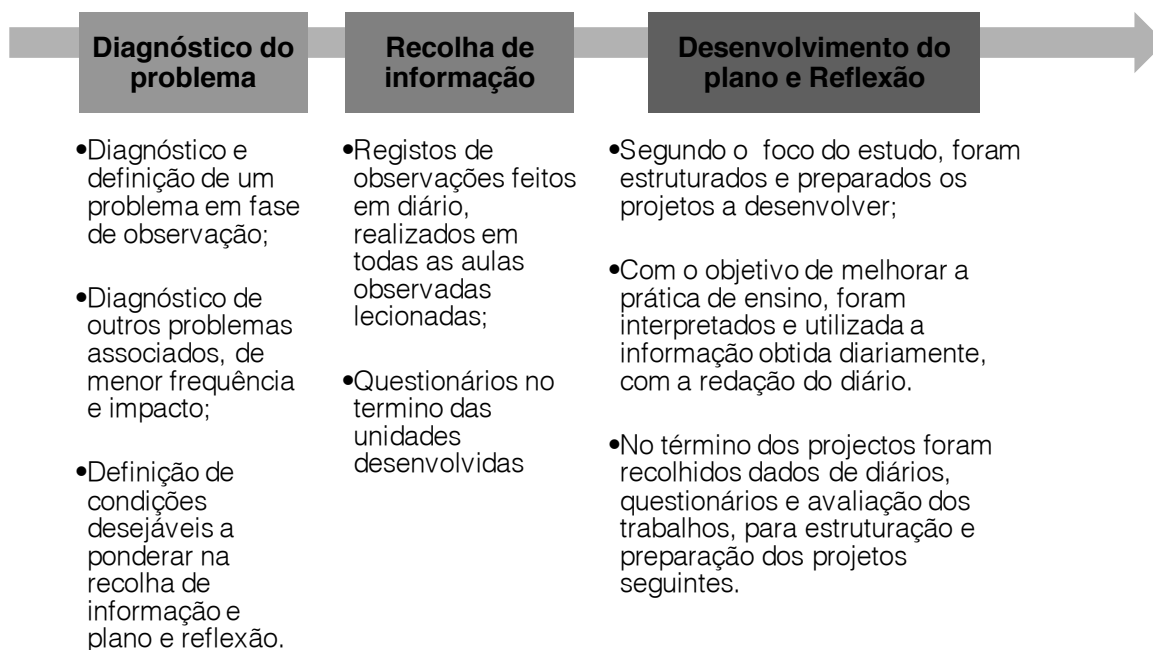 Diagnóstico do
problema
•Diagnóstico e
definição de um
problema em fase
de observação;
•Diagnóstico de
outros problemas
associados, de
menor frequência
e impacto;
•Definição de
condições
desejáveis a
ponderar na
recolha de
informação e
plano e reflexão.
Recolha de
informação
•Registos de
observações feitos
em diário,
realizados em
todas as aulas
observadas
lecionadas;
•Questionários no
termino das
unidades
desenvolvidas
Desenvolvimento do
plano e Reflexão
•Segundo o foco do estudo, foram
estruturados e preparados os
projetos a desenvolver;
•Com o objetivo de melhorar a
prática de ensino, foram
interpretados e utilizada a
informação obtida diariamente,
com a redação do diário.
•No término dos projectos foram
recolhidos dados de diários,
questionários e avaliação dos
trabalhos, para estruturação e
preparação dos projetos
seguintes.